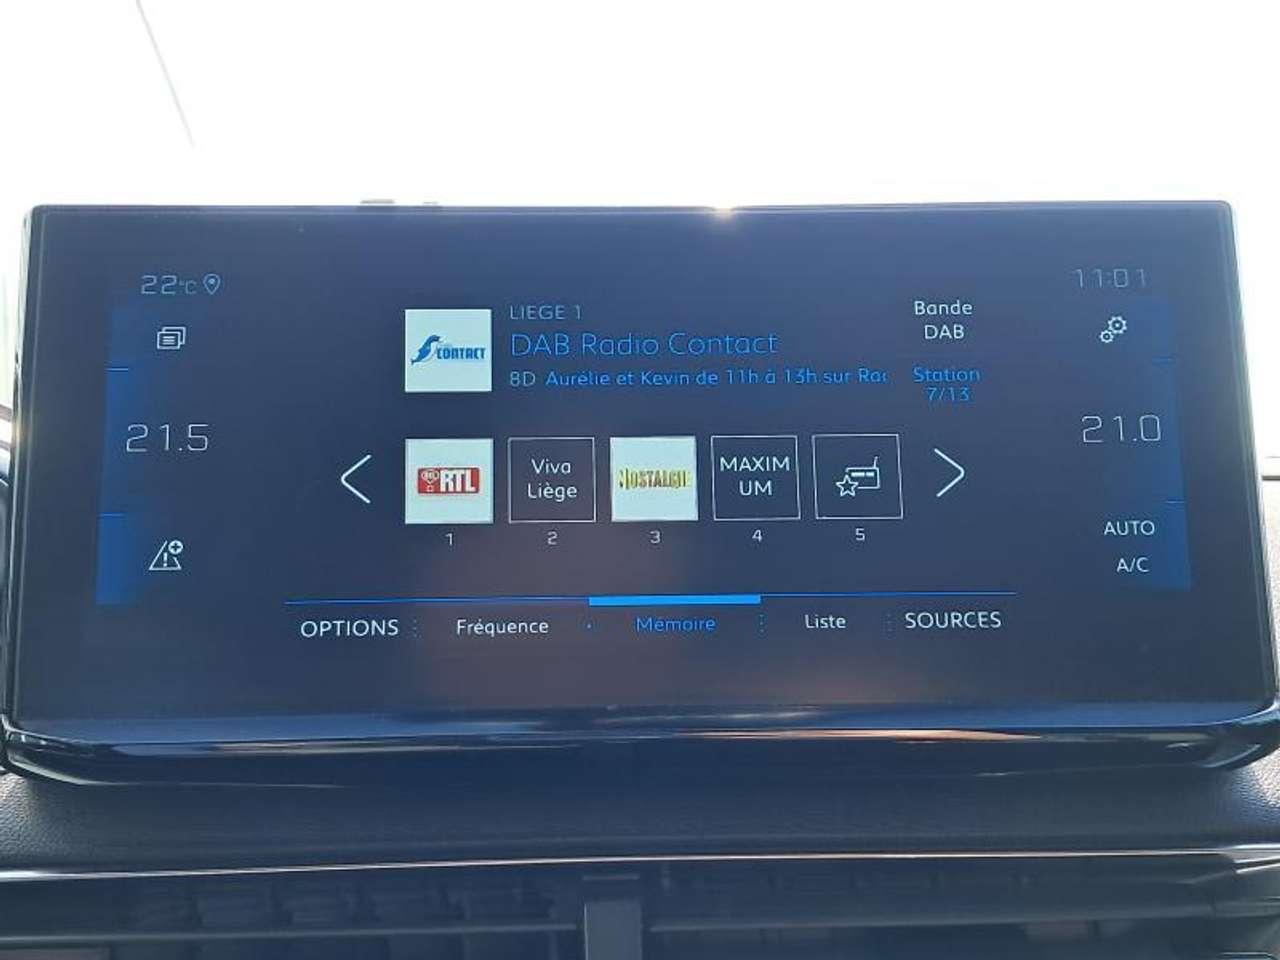 22°C
11:01
LIEGE 1
Bande
DAB
CONTACT
DAB Radio Contact
8D Aurélie et Kevin de 11h à 13h sur
Station
7/13
21.5
21.0
RTL
Viva
Liège
NOSTALGIE
MAXIM
UM
1
2
3
4
5
AUTO
A/C
OPTIONS
Fréquence
Mémoire
Liste
SOURCES